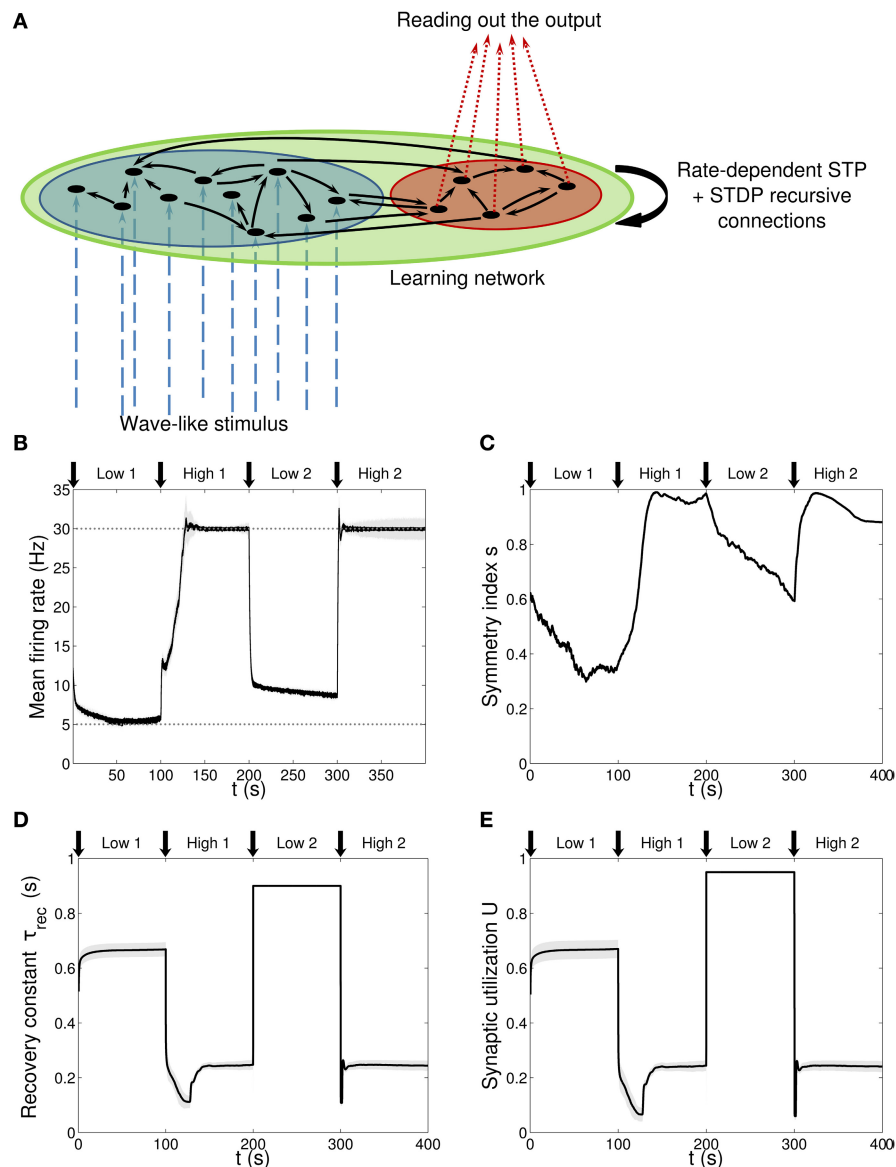 A
Reading out the output
Rate-dependent STP
+ STDP recursive
connections
Learning network
Wave-like stimulus
B
Low 1 High 1 Low 2 High 2
35
30
25
20
15
10
5
0
Mean firing rate (Hz)
50 100 150 200 250 300 350
t (s)
C
Low 1 High 1 Low 2 High 2
1
0.8
0.6
0.4
0.2
0
Symmetry index s
0 100 200 300 400
t (s)
D
Low 1 High 1 Low 2 High 2
1
0.8
0.6
0.4
0.2
0
Recovery constant τrec (s)
0 100 200 300 400
t (s)
E
Low 1 High 1 Low 2 High 2
1
0.8
0.6
0.4
0.2
0
Synaptic utilization U
0 100 200 300 400
t (s)